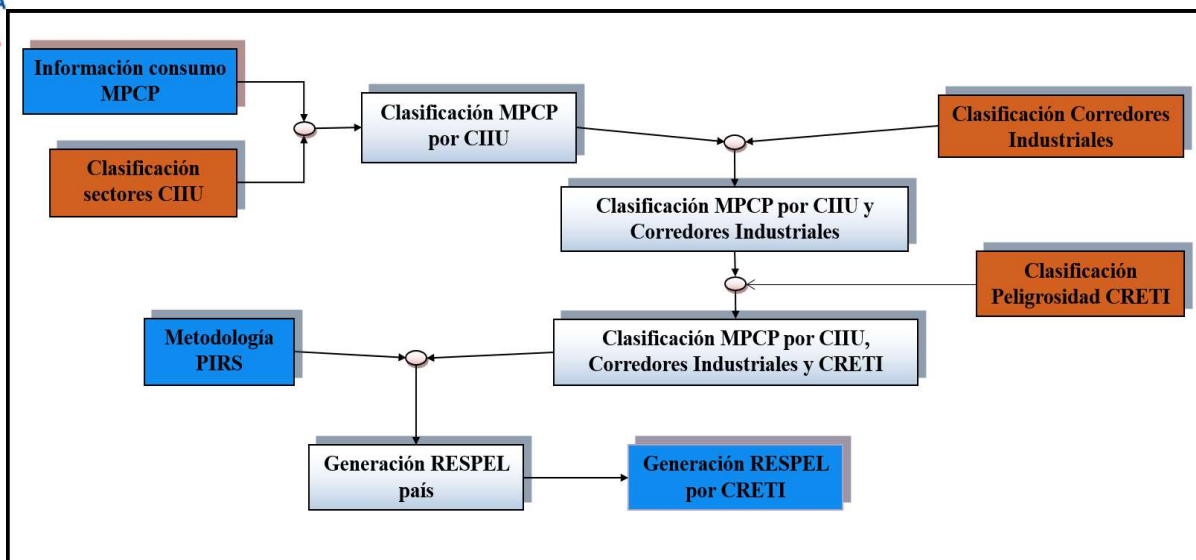 Información consumo
MPCP
Clasificación
sectores CIIU
Clasificación MPCP
por CIIU
Clasificación Corredores
Industriales
Clasificación MPCP por CIIU y
Corredores Industriales
Clasificación
Peligrosidad CRETI
Metodología
PIRS
Clasificación MPCP por CIIU,
Corredores Industriales y CRETI
Generación RESPEL
país
Generación RESPEL
por CRETI